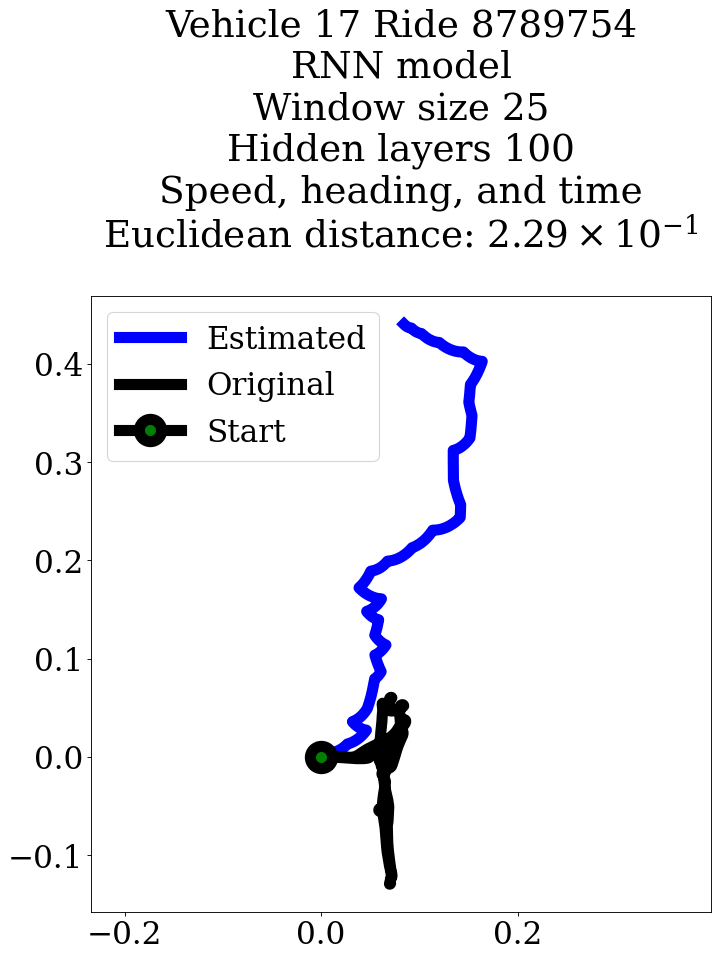 Vehicle 17 Ride 8789754
RNN model
Window size 25
Hidden layers 100
Speed, heading, and time
Euclidean distance: 2.29 × 10⁻¹
Estimated
Original
Start
0.4
0.3
0.2
0.1
0.0
−0.1
−0.2 0.0 0.2